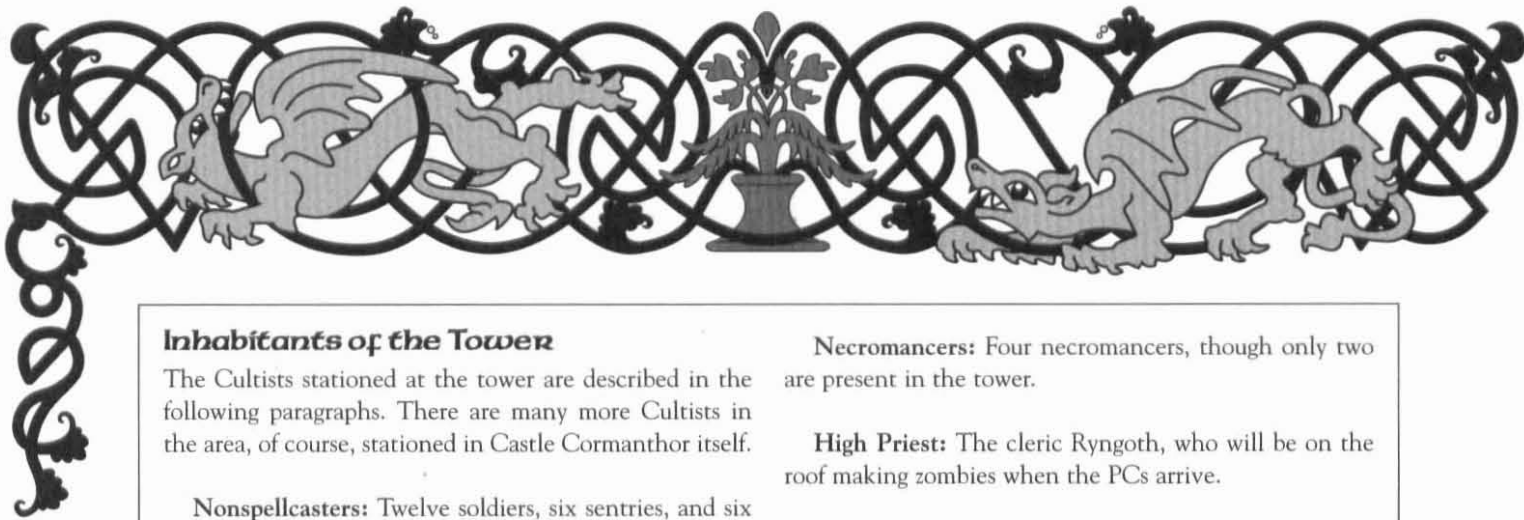 Inhabitants of the Tower
The Cultists stationed at the tower are described in the
following paragraphs. There are many more Cultists in
the area, of course, stationed in Castle Cormanthor itself.
Nonspellcasters: Twelve soldiers, six sentries, and six
Necromancers: Four necromancers, though only two
are present in the tower.
High Priest: The cleric Ryngoth, who will be on the
roof making zombies when the PCs arrive.